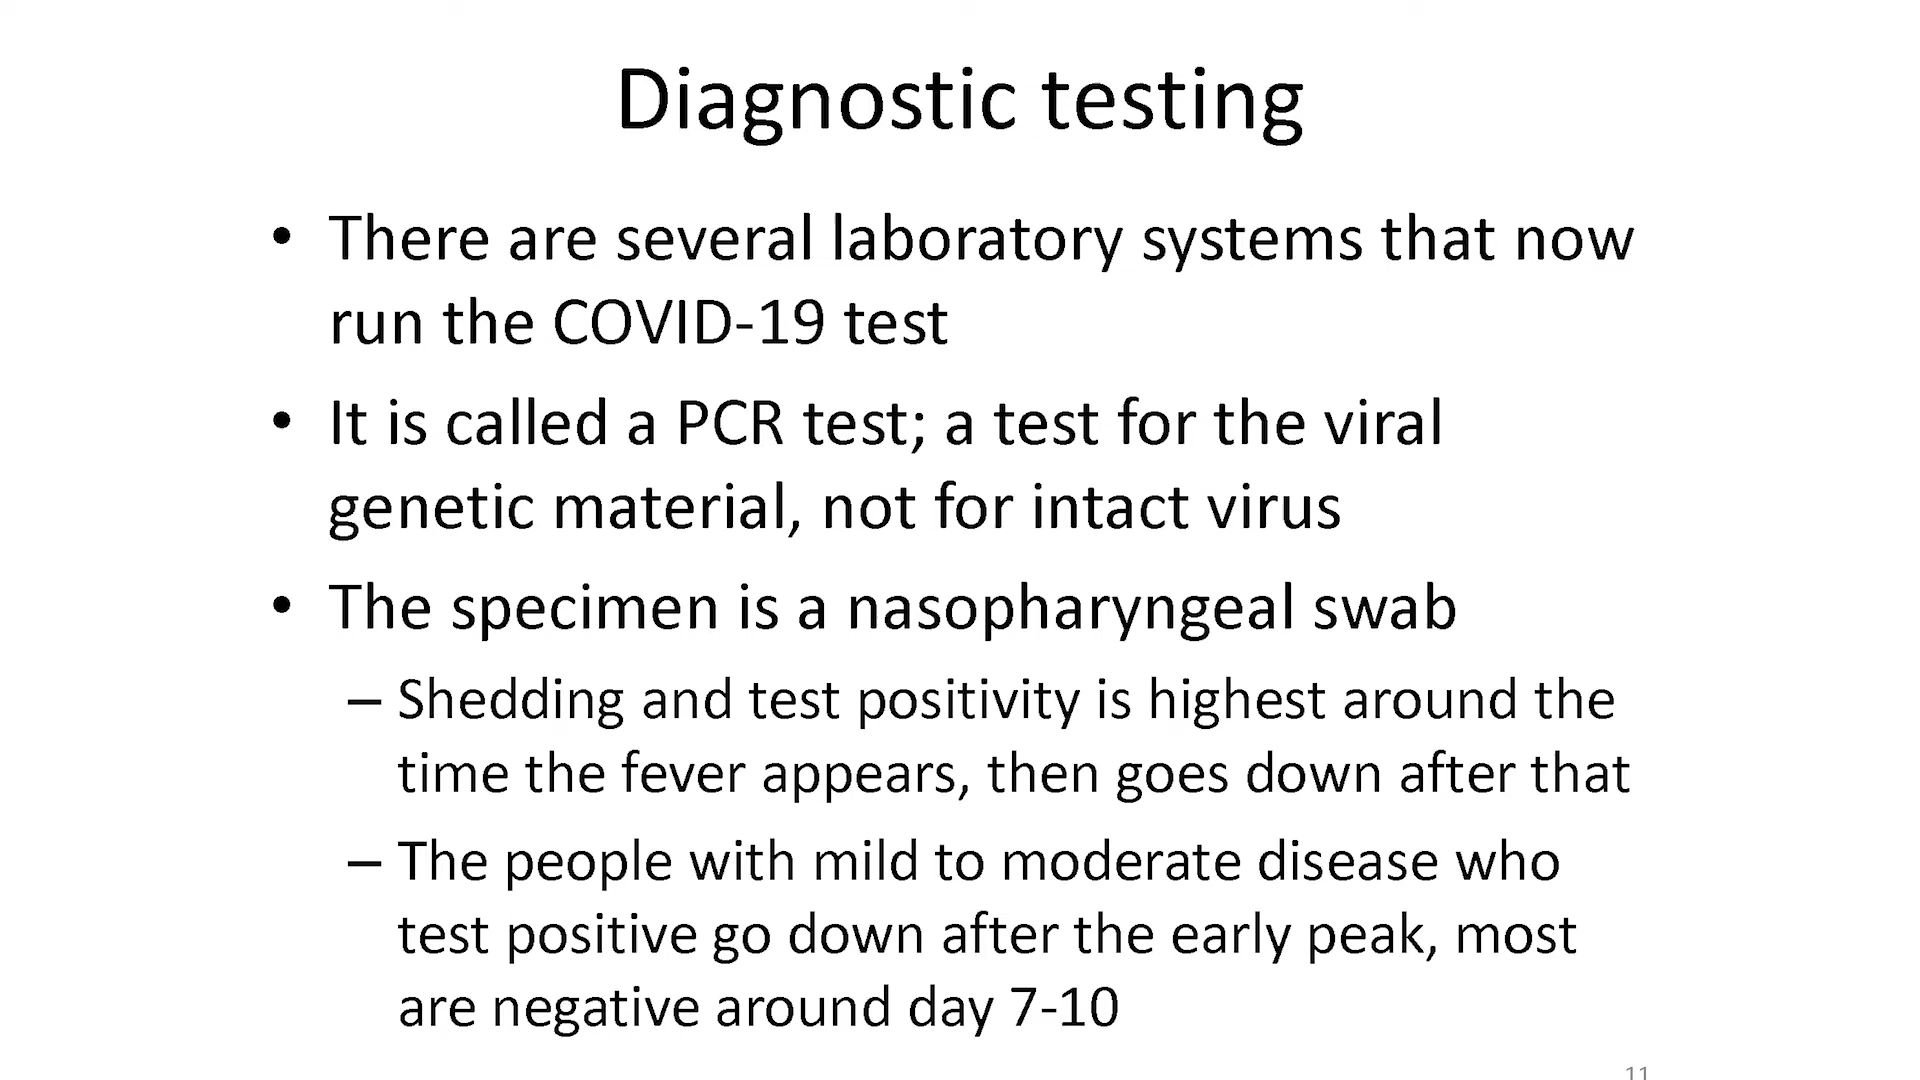 Diagnostic testing
• There are several laboratory systems that now
run the COVID-19 test
• It is called a PCR test; a test for the viral
genetic material, not for intact virus
• The specimen is a nasopharyngeal swab
– Shedding and test positivity is highest around the
time the fever appears, then goes down after that
– The people with mild to moderate disease who
test positive go down after the early peak, most
are negative around day 7-10
11